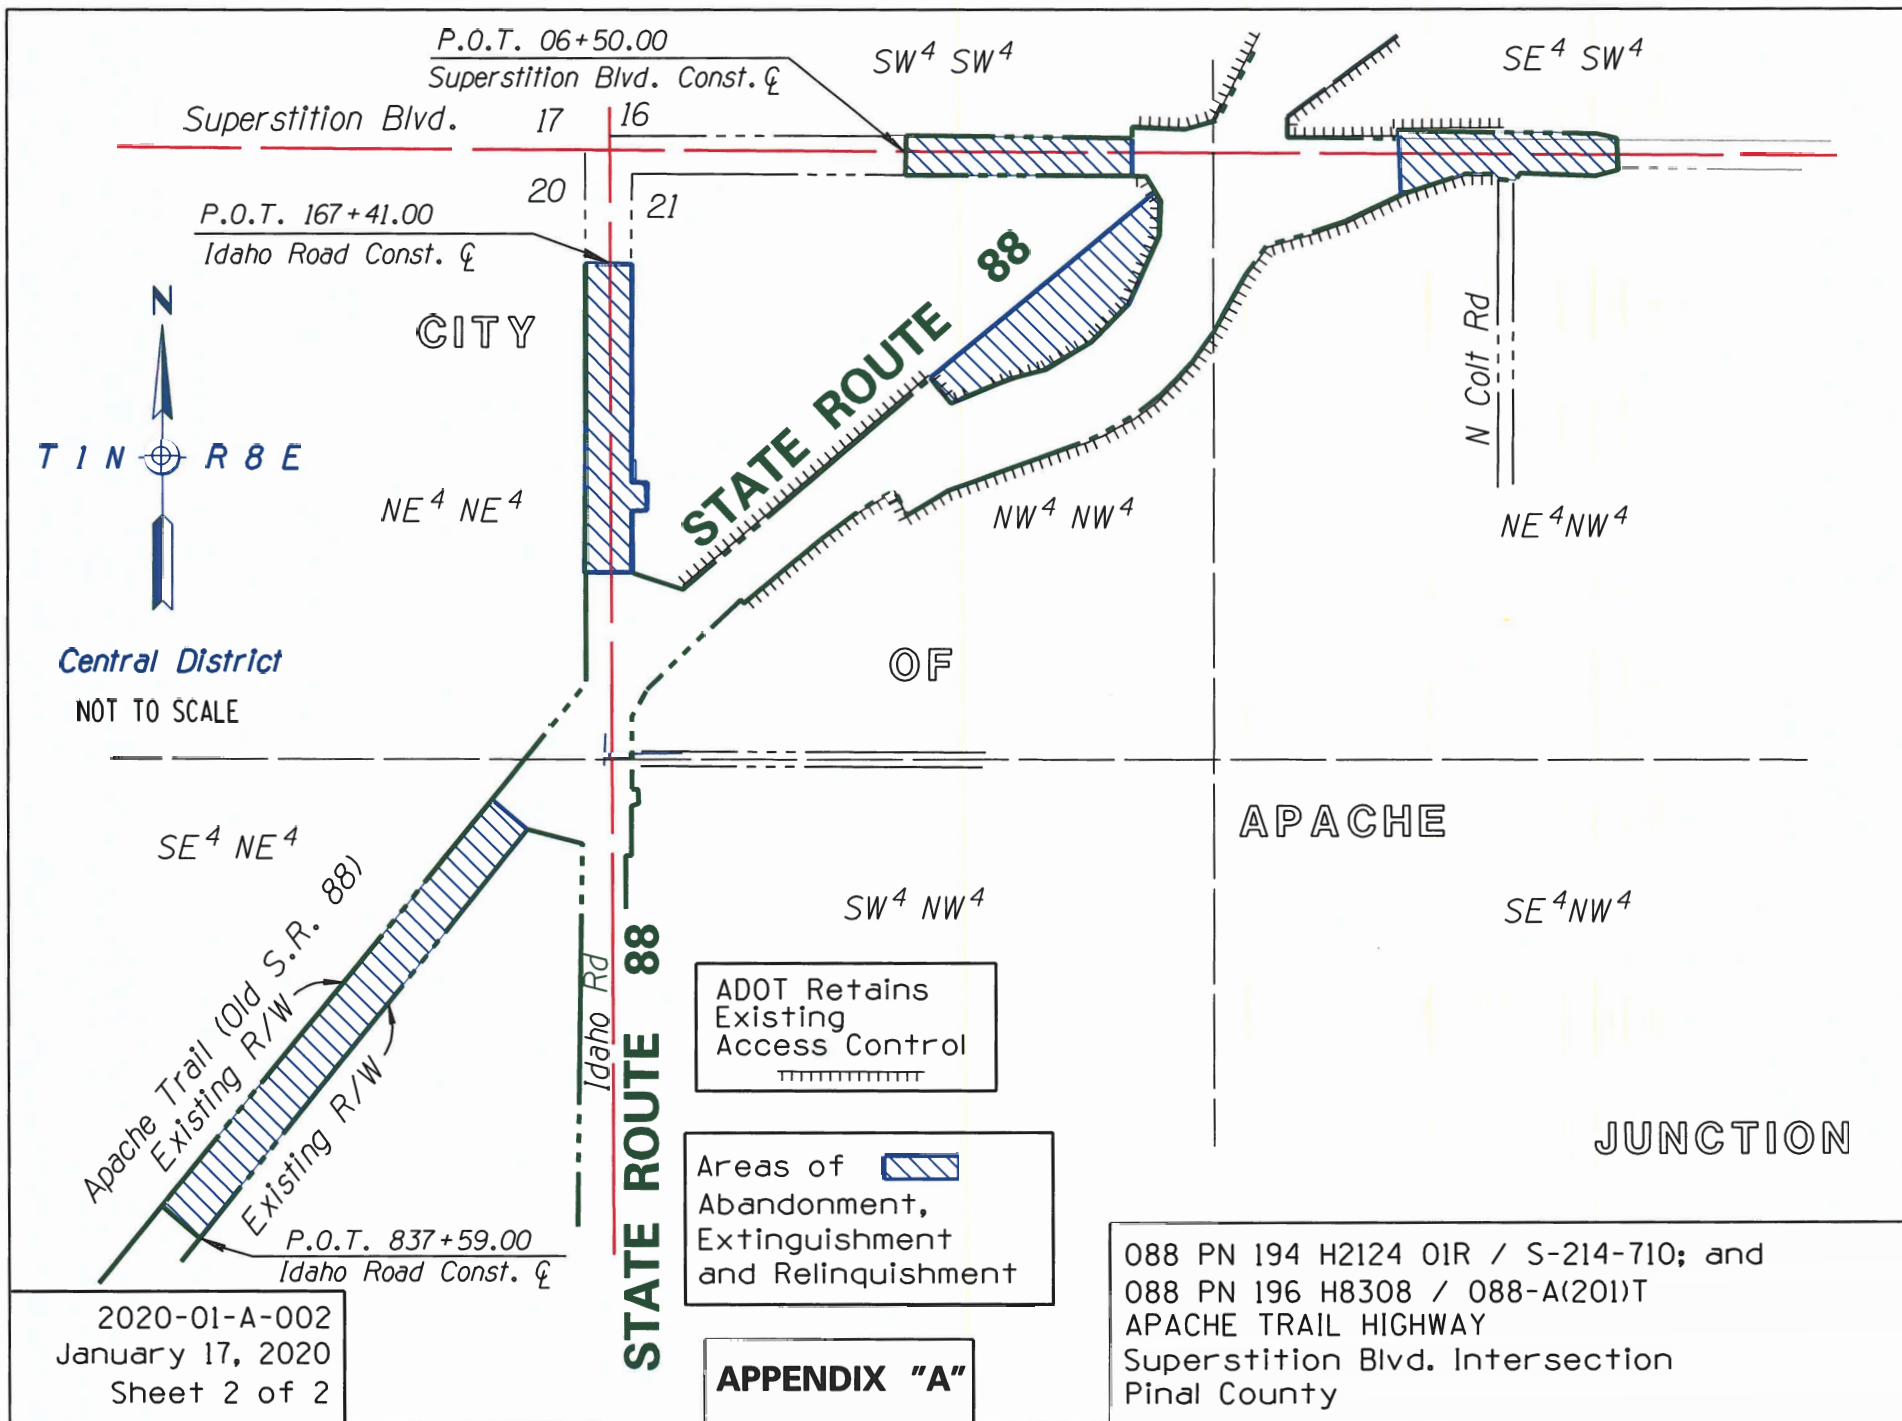 P.O.T. 06+50.00
Superstition Blvd. Const. ℄
SW⁴ SW⁴
SE⁴ SW⁴
Superstition Blvd.
17
16
20
21
P.O.T. 167+41.00
Idaho Road Const. ℄
N
CITY
STATE ROUTE 88
N Colt Rd
T 1 N R 8 E
NE⁴ NE⁴
NW⁴ NW⁴
NE⁴NW⁴
Central District
NOT TO SCALE
OF
APACHE
SE⁴ NE⁴
SW⁴ NW⁴
SE⁴NW⁴
Apache Trail (Old S.R. 88)
Existing R/W
Existing R/W
Idaho Rd
STATE ROUTE 88
ADOT Retains
Existing
Access Control
JUNCTION
Areas of
Abandonment,
Extinguishment
and Relinquishment
P.O.T. 837+59.00
Idaho Road Const. ℄
2020-01-A-002
January 17, 2020
Sheet 2 of 2
APPENDIX "A"
088 PN 194 H2124 01R / S-214-710; and
088 PN 196 H8308 / 088-A(201)T
APACHE TRAIL HIGHWAY
Superstition Blvd. Intersection
Pinal County